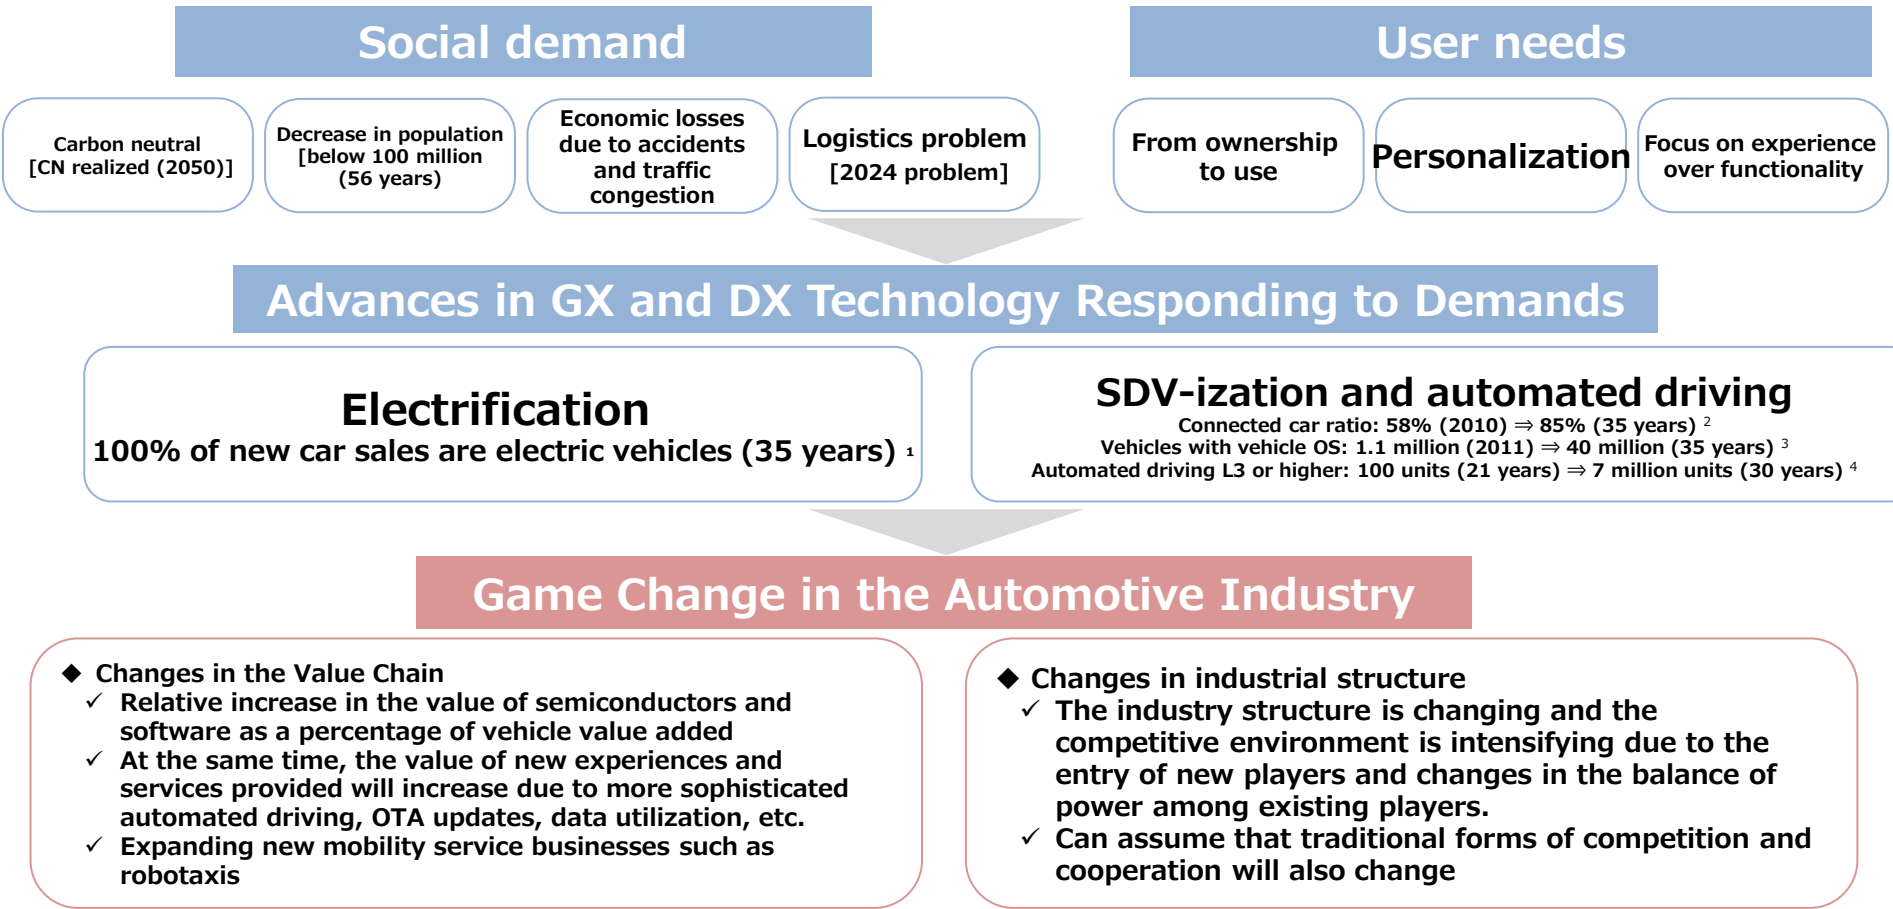 Social demand
User needs
Carbon neutral
[CN realized (2050)]
Decrease in population
[below 100 million
(56 years)
Economic losses
due to accidents
and traffic
congestion
Logistics problem
[2024 problem]
From ownership
to use
Personalization
Focus on experience
over functionality
Advances in GX and DX Technology Responding to Demands
Electrification
100% of new car sales are electric vehicles (35 years) 1
SDV-ization and automated driving
Connected car ratio: 58% (2010) ⇒ 85% (35 years) 2
Vehicles with vehicle OS: 1.1 million (2011) ⇒ 40 million (35 years) 3
Automated driving L3 or higher: 100 units (21 years) ⇒ 7 million units (30 years) 4
Game Change in the Automotive Industry
◆ Changes in the Value Chain
✓ Relative increase in the value of semiconductors and
software as a percentage of vehicle value added
✓ At the same time, the value of new experiences and
services provided will increase due to more sophisticated
automated driving, OTA updates, data utilization, etc.
✓ Expanding new mobility service businesses such as
robotaxis
◆ Changes in industrial structure
✓ The industry structure is changing and the
competitive environment is intensifying due to the
entry of new players and changes in the balance of
power among existing players.
✓ Can assume that traditional forms of competition and
cooperation will also change